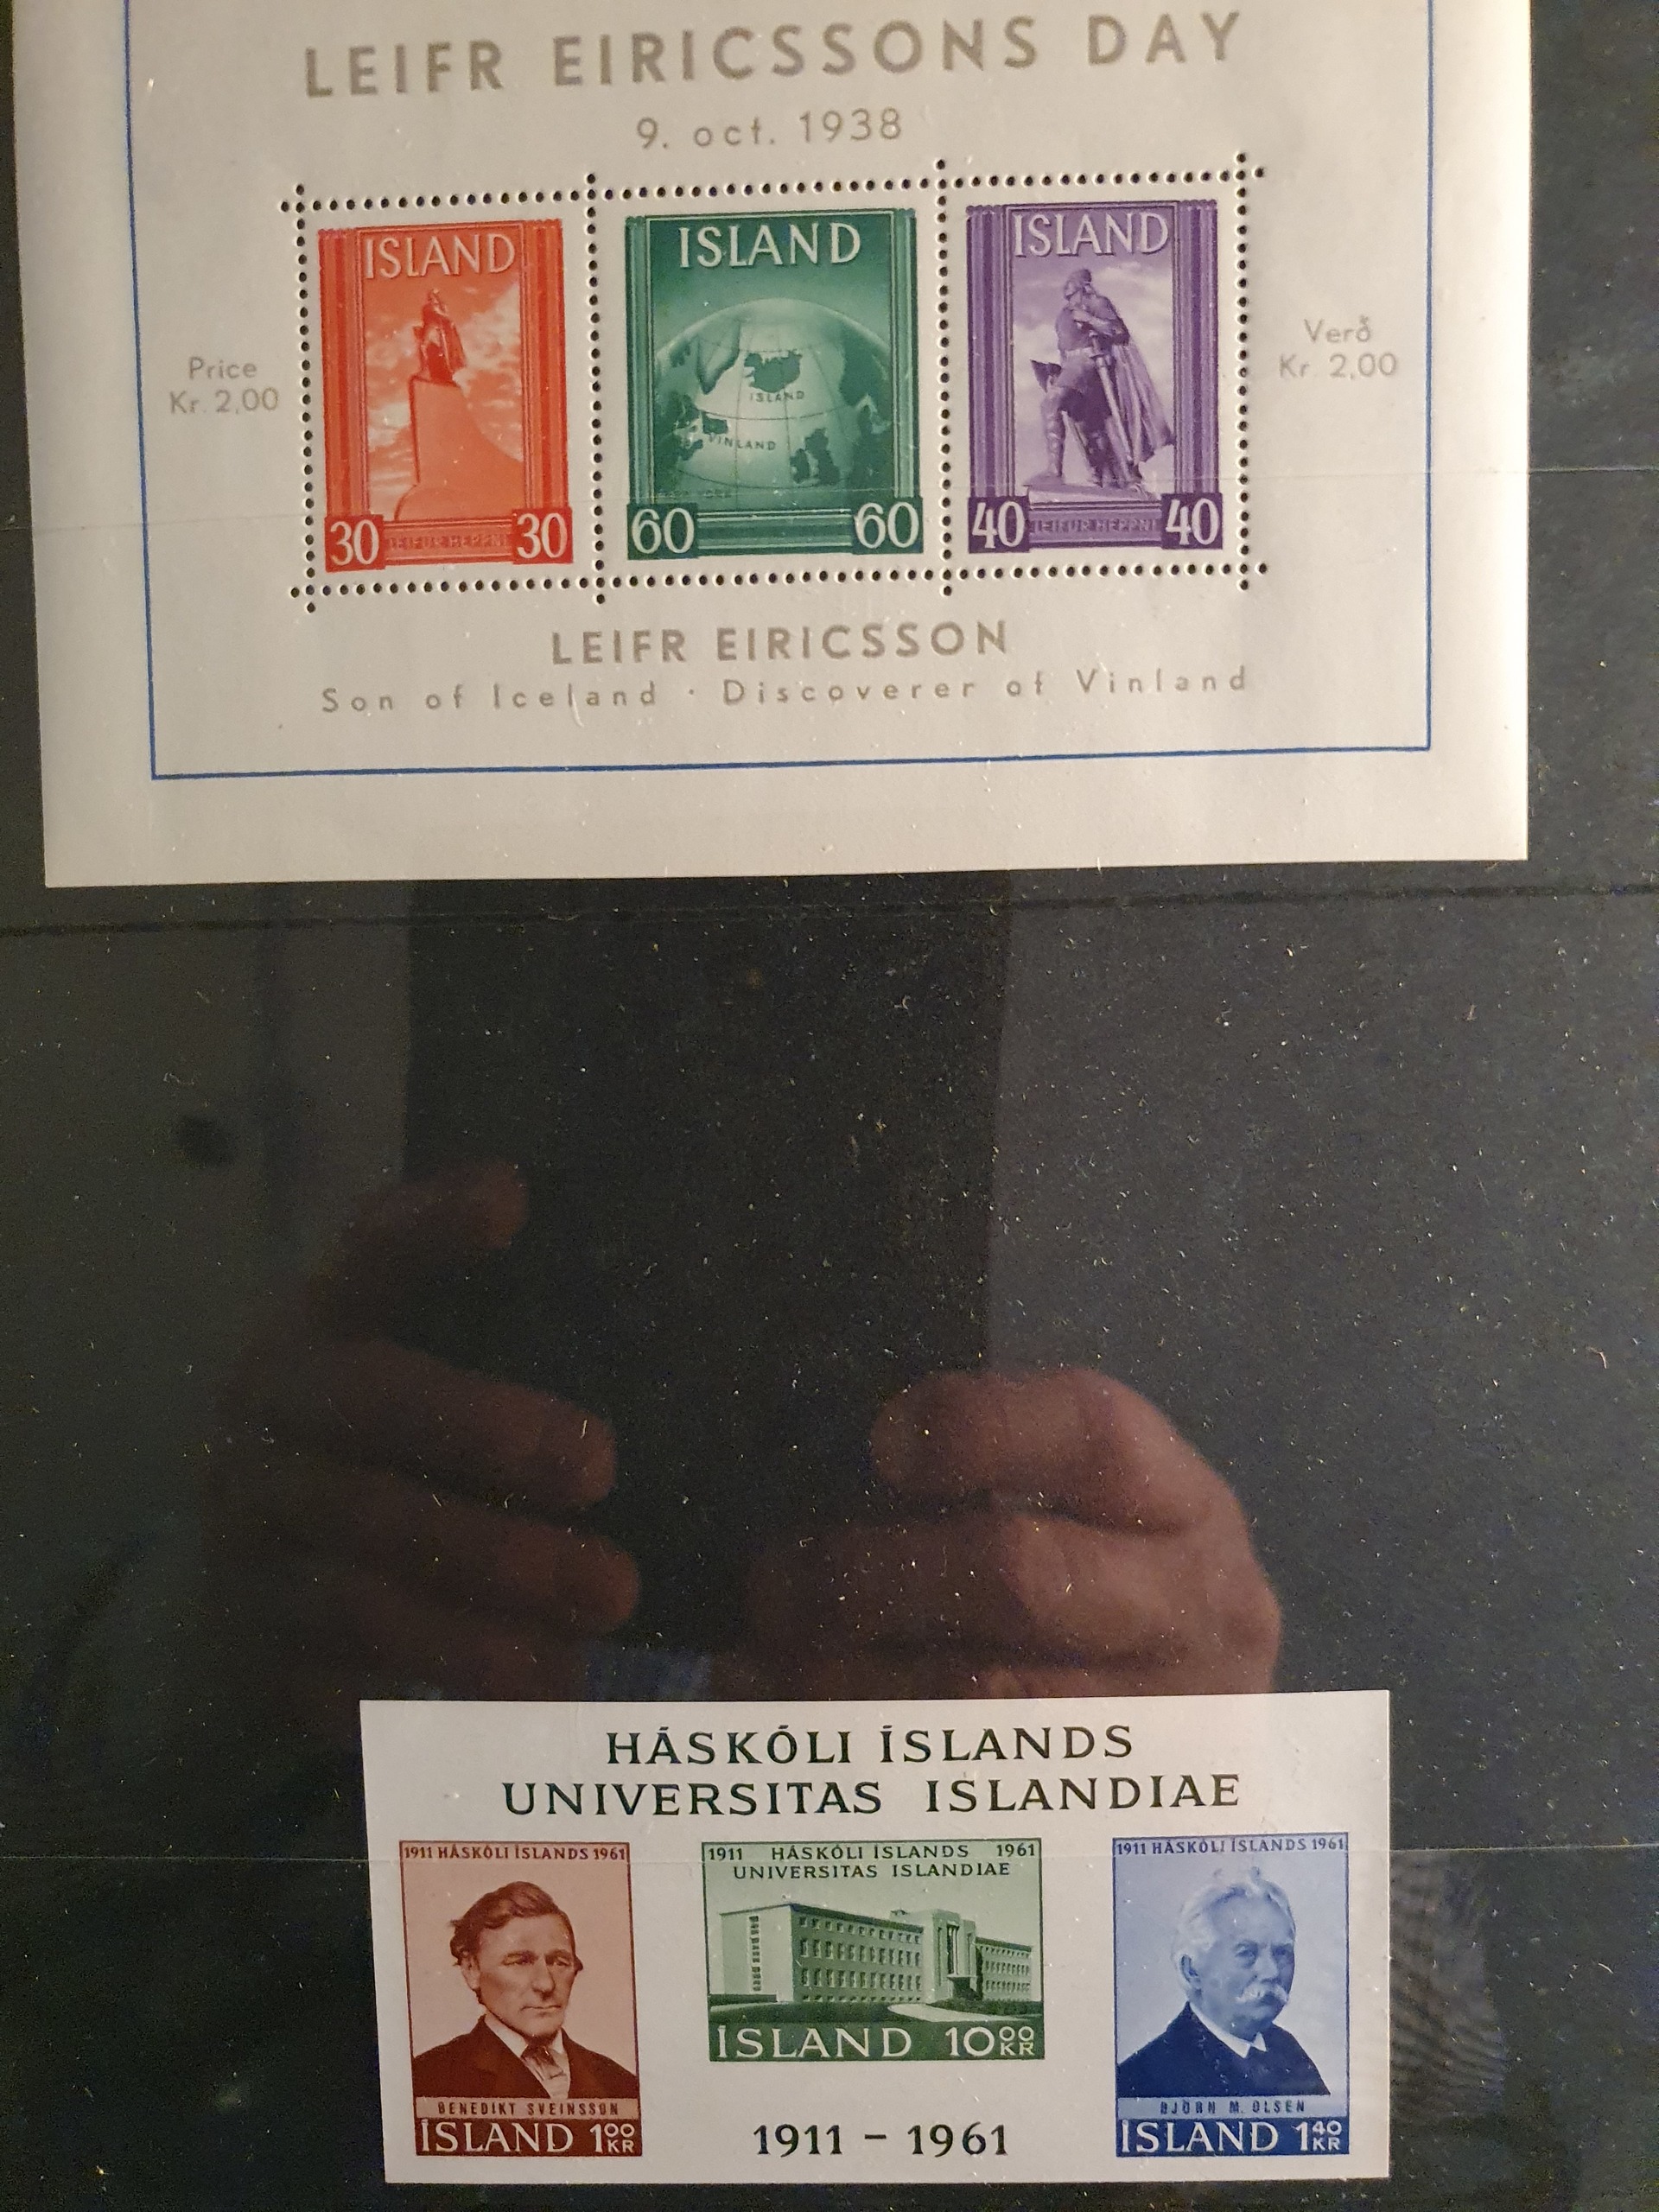 LEIFR EIRICSSONS DAY
9. oct. 1938
Price
Kr. 2,00
ISLAND
30 LEIFUR HEPPNI 30
ISLAND
ISLAND
VINLAND
60 60
ISLAND
40 LEIFUR HEPPNI 40
Verð
Kr. 2,00
LEIFR EIRICSSON
Son of Iceland · Discoverer of Vinland
HÁSKÓLI ÍSLANDS
UNIVERSITAS ISLANDIAE
1911 HÁSKÓLI ÍSLANDS 1961
BENEDIKT SVEINSSON
ÍSLAND 1 00 KR
1911 HÁSKÓLI ÍSLANDS 1961
UNIVERSITAS ISLANDIAE
ÍSLAND 10 00 KR
1911 HÁSKÓLI ÍSLANDS 1961
BJÖRN M. ÓLSEN
ÍSLAND 1 40 KR
1911 – 1961